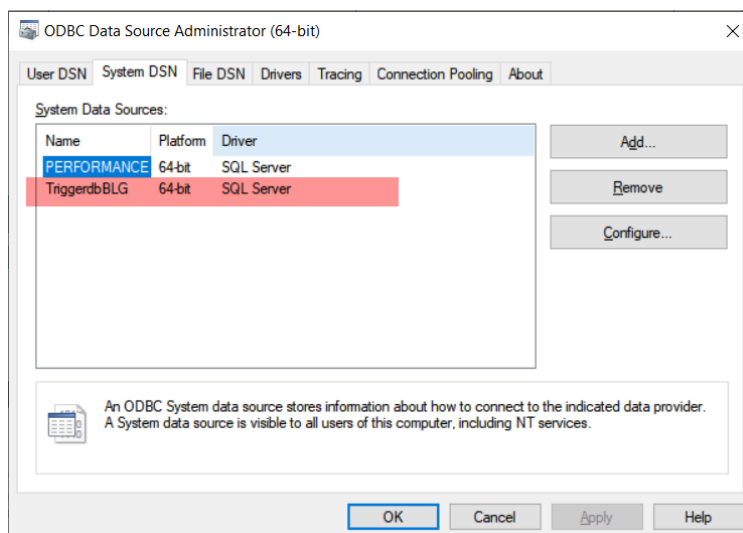 ODBC Data Source Administrator (64-bit)
User DSN System DSN File DSN Drivers Tracing Connection Pooling About
System Data Sources:
Name Platform Driver
PERFORMANCE 64-bit SQL Server
TriggerdbBLG 64-bit SQL Server
Add...
Remove
Configure...
An ODBC System data source stores information about how to connect to the indicated data provider.
A System data source is visible to all users of this computer, including NT services.
OK Cancel Apply Help